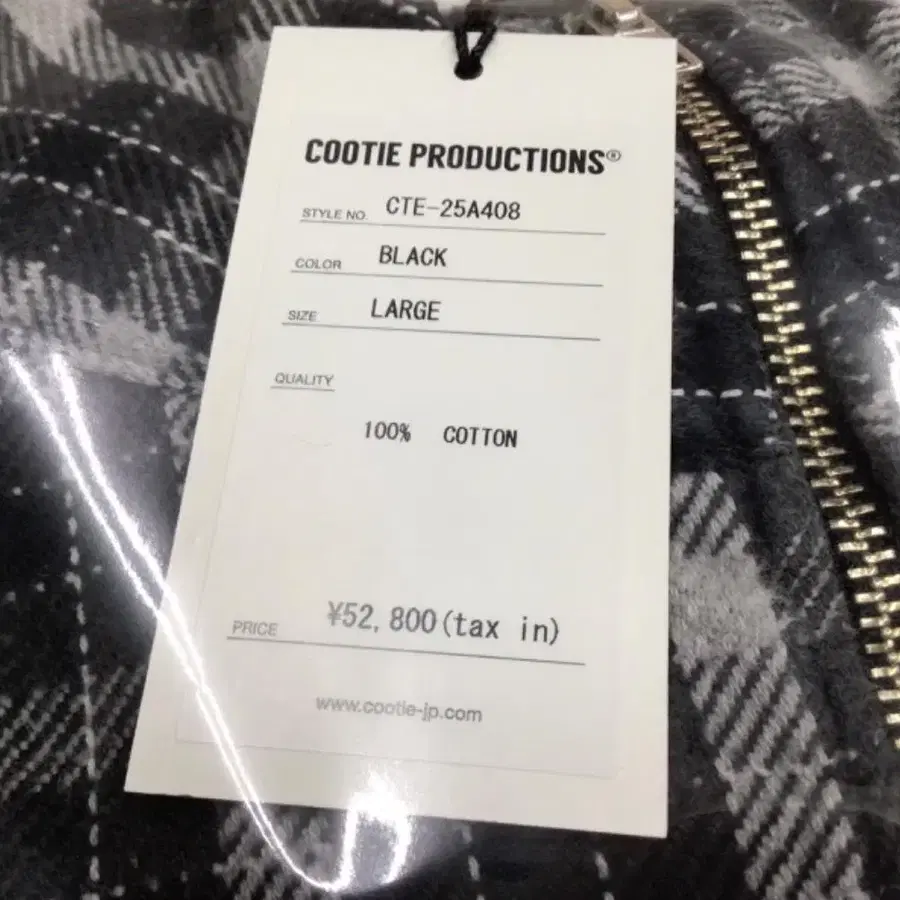 COOTIE PRODUCTIONS®
STYLE NO. CTE-25A408
COLOR BLACK
SIZE LARGE
QUALITY
100% COTTON
PRICE ¥52,800(tax in)
www.cootie-jp.com